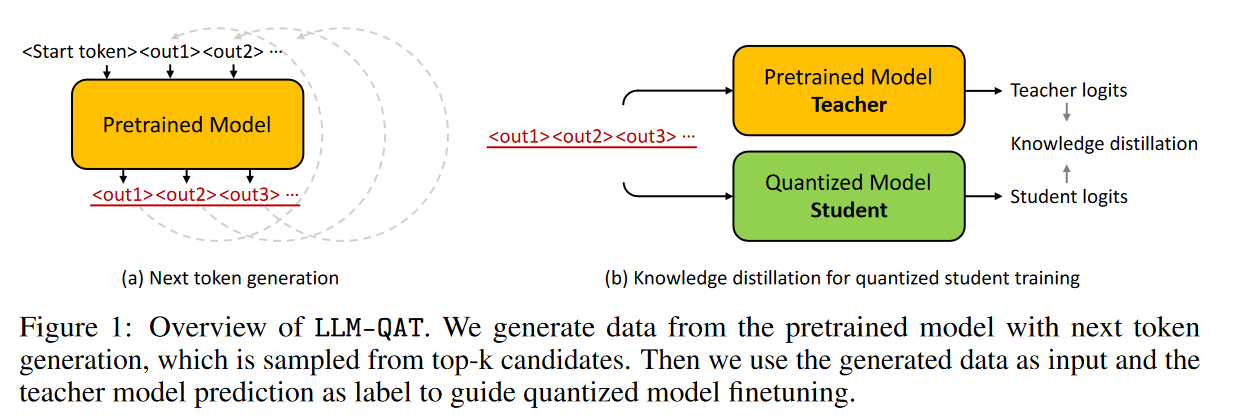 <Start token><out1><out2> ···
Pretrained Model
<out1><out2><out3> ···
(a) Next token generation
<out1><out2><out3> ···
Pretrained Model
Teacher
Quantized Model
Student
Teacher logits
Knowledge distillation
Student logits
(b) Knowledge distillation for quantized student training
Figure 1: Overview of LLM-QAT. We generate data from the pretrained model with next token
generation, which is sampled from top-k candidates. Then we use the generated data as input and the
teacher model prediction as label to guide quantized model finetuning.